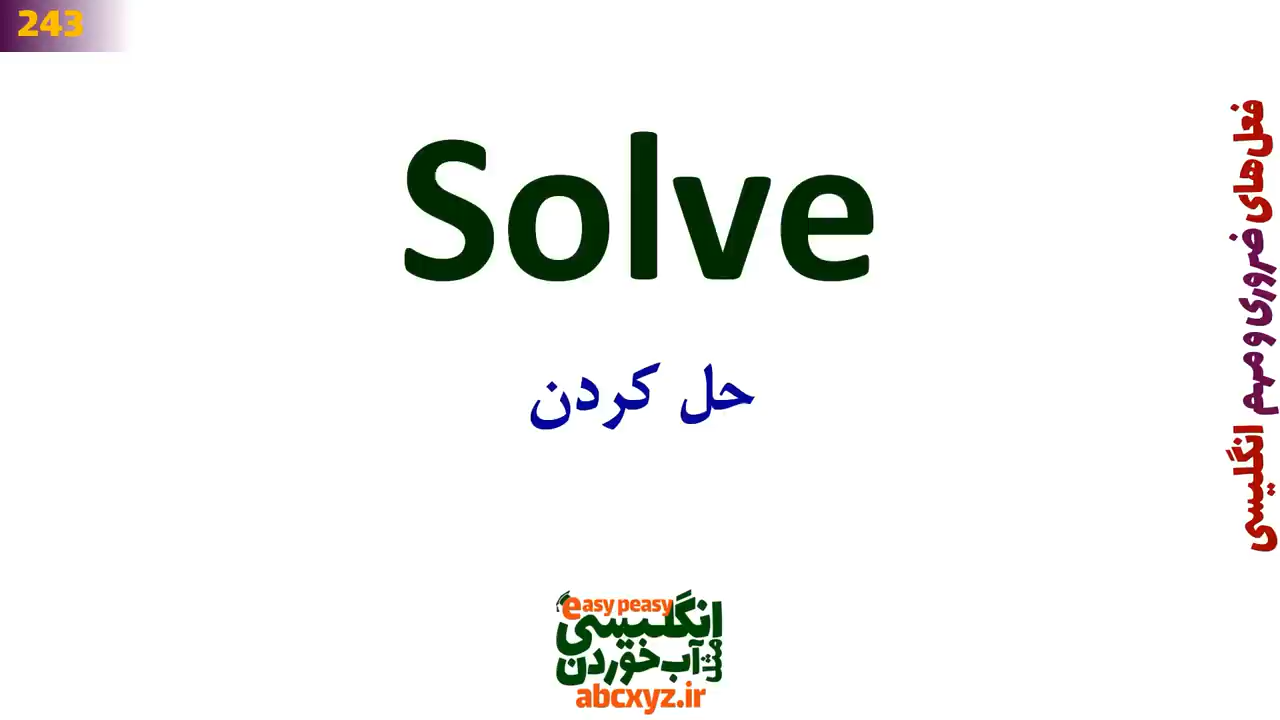 243
Solve
حل کردن
فعل‌های ضروری و مهم انگلیسی
easy peasy
انگلیسی
مثل
آب خوردن
abcxyz.ir